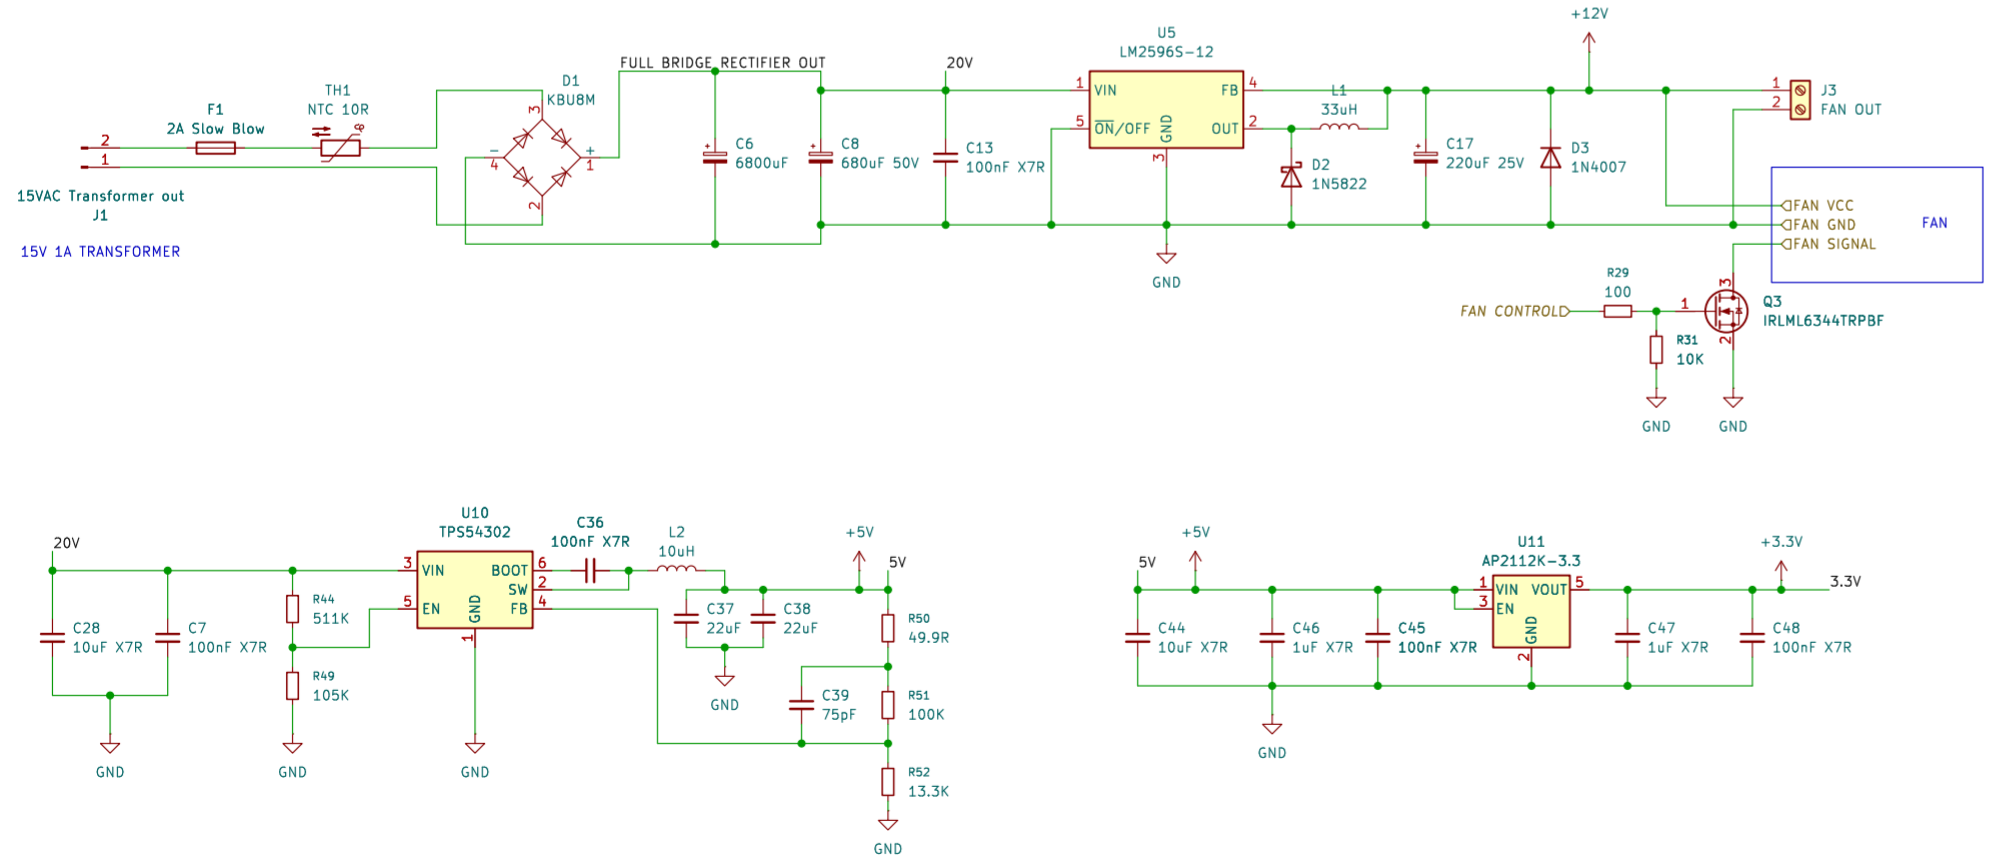 +12V
U5
LM2596S-12
FULL BRIDGE RECTIFIER OUT
20V
D1
KBU8M
TH1
NTC 10R
F1
2A Slow Blow
2
1
15VAC Transformer out
J1
15V 1A TRANSFORMER
3
-
4
+
1
2
C6
6800uF
C8
680uF 50V
C13
100nF X7R
1 VIN
5 ON/OFF
GND
3
FB 4
OUT 2
L1
33uH
D2
1N5822
C17
220uF 25V
D3
1N4007
GND
1
2
J3
FAN OUT
FAN VCC
FAN GND
FAN SIGNAL
FAN
FAN CONTROL
R29
100
1
3
2
Q3
IRLML6344TRPBF
R31
10K
GND
GND
20V
U10
TPS54302
3 VIN
5 EN
GND
1
BOOT 6
SW 2
FB 4
C36
100nF X7R
L2
10uH
+5V
5V
C28
10uF X7R
C7
100nF X7R
R44
511K
R49
105K
GND
GND
GND
C37
22uF
C38
22uF
GND
R50
49.9R
C39
75pF
R51
100K
R52
13.3K
GND
5V
+5V
U11
AP2112K-3.3
1 VIN
3 EN
GND
2
VOUT 5
+3.3V
3.3V
C44
10uF X7R
C46
1uF X7R
C45
100nF X7R
C47
1uF X7R
C48
100nF X7R
GND